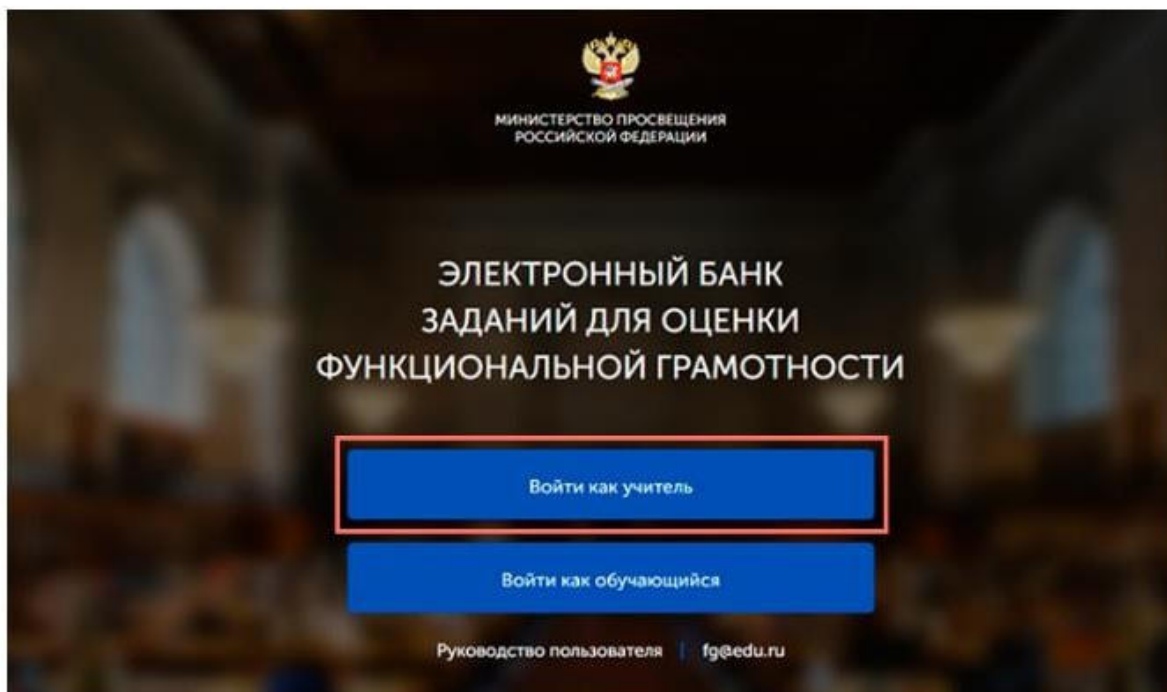 МИНИСТЕРСТВО ПРОСВЕЩЕНИЯ
РОССИЙСКОЙ ФЕДЕРАЦИИ
ЭЛЕКТРОННЫЙ БАНК
ЗАДАНИЙ ДЛЯ ОЦЕНКИ
ФУНКЦИОНАЛЬНОЙ ГРАМОТНОСТИ
Войти как учитель
Войти как обучающийся
Руководство пользователя | fg@edu.ru